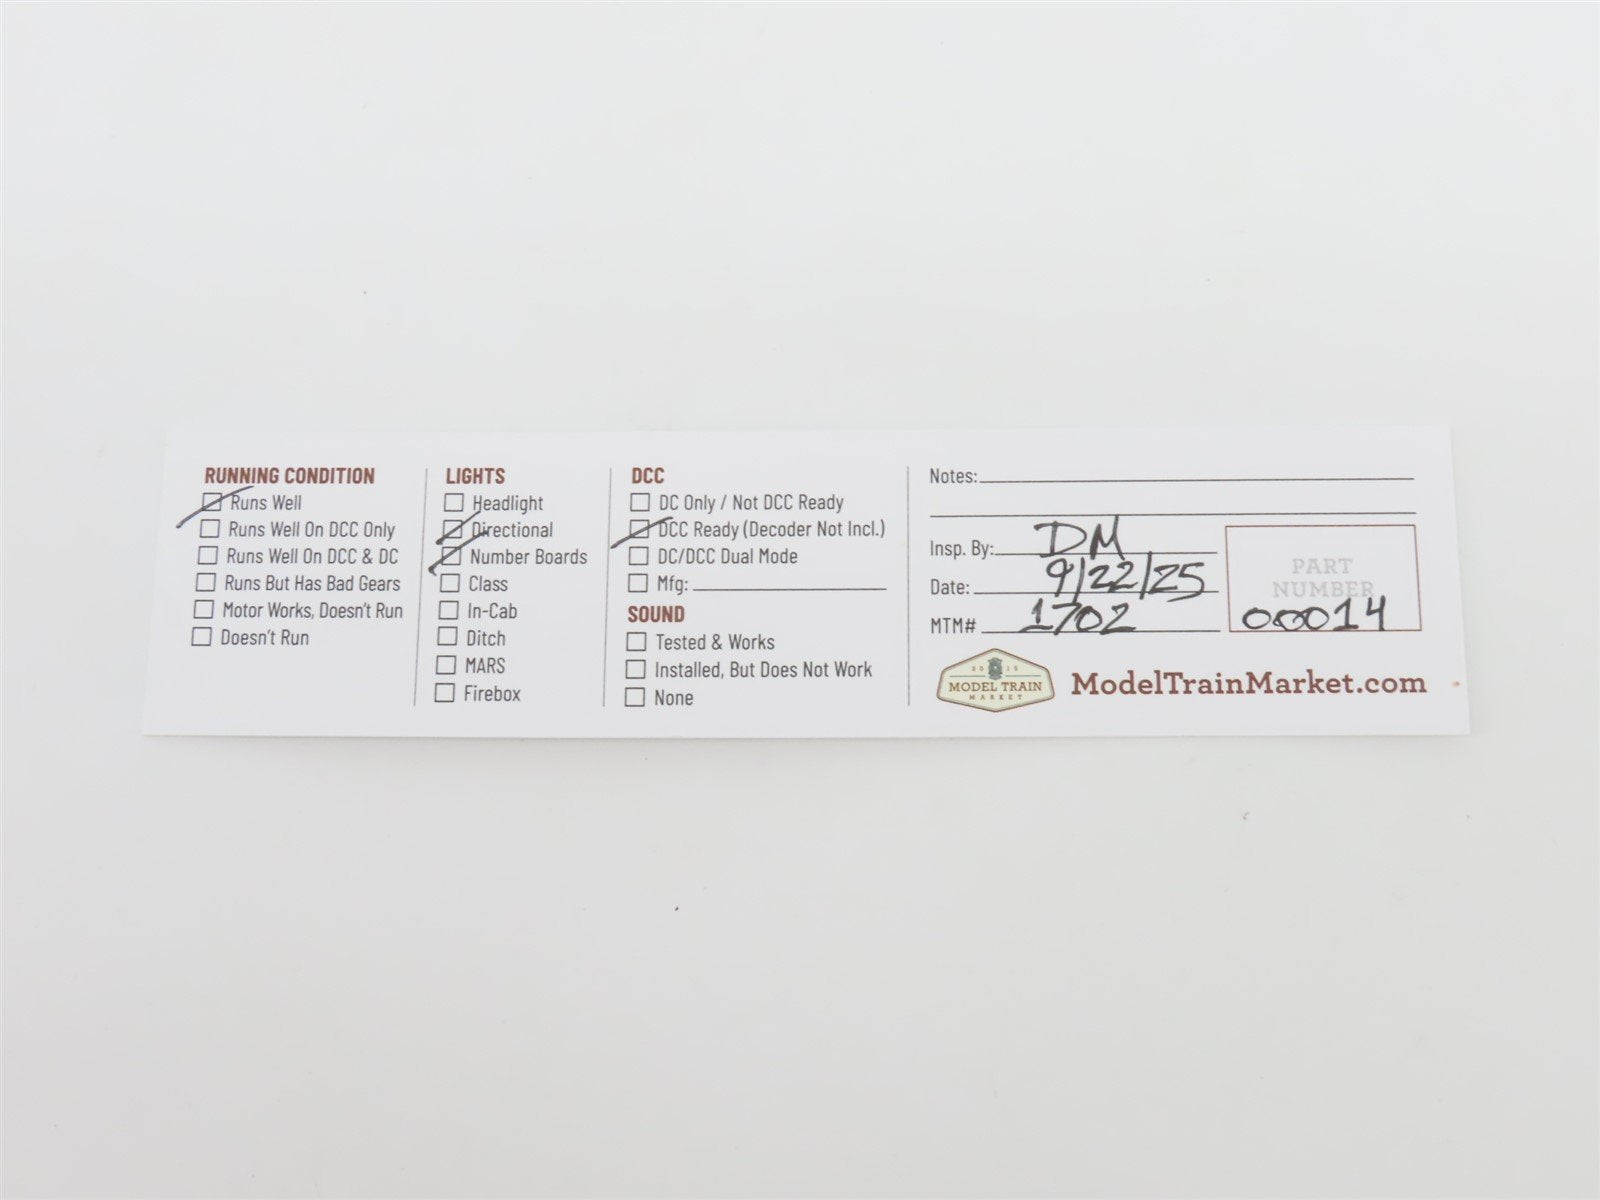 RUNNING CONDITION
Runs Well
Runs Well On DCC Only
Runs Well On DCC & DC
Runs But Has Bad Gears
Motor Works, Doesn't Run
Doesn't Run
LIGHTS
Headlight
Directional
Number Boards
Class
In-Cab
Ditch
MARS
Firebox
DCC
DC Only / Not DCC Ready
DCC Ready (Decoder Not Incl.)
DC/DCC Dual Mode
Mfg:
SOUND
Tested & Works
Installed, But Does Not Work
None
Notes:
Insp. By: DM
Date: 9/22/25
MTM# 1702
PART
NUMBER
00014
2015
MODEL TRAIN
MARKET
ModelTrainMarket.com